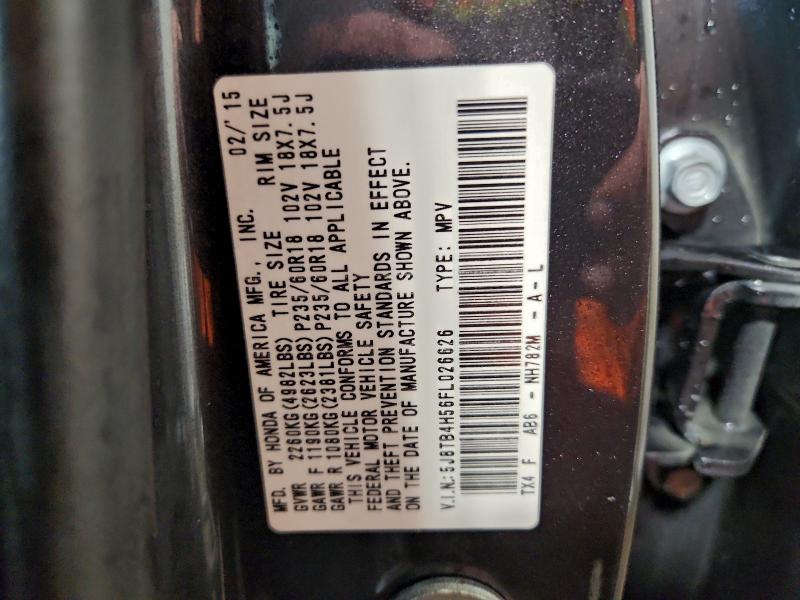 MFD. BY HONDA OF AMERICA MFG., INC. 02/'15
GVWR 2260KG(4982LBS) TIRE SIZE RIM SIZE
GAWR F 1190KG(2623LBS) P235/60R18 102V 18X7.5J
GAWR R 1080KG(2381LBS) P235/60R18 102V 18X7.5J
THIS VEHICLE CONFORMS TO ALL APPLICABLE
FEDERAL MOTOR VEHICLE SAFETY
AND THEFT PREVENTION STANDARDS IN EFFECT
ON THE DATE OF MANUFACTURE SHOWN ABOVE.
V.I.N.: 5J8TB4H56FL026626 TYPE: MPV
TX4 F AB6 - NH782M - A - L